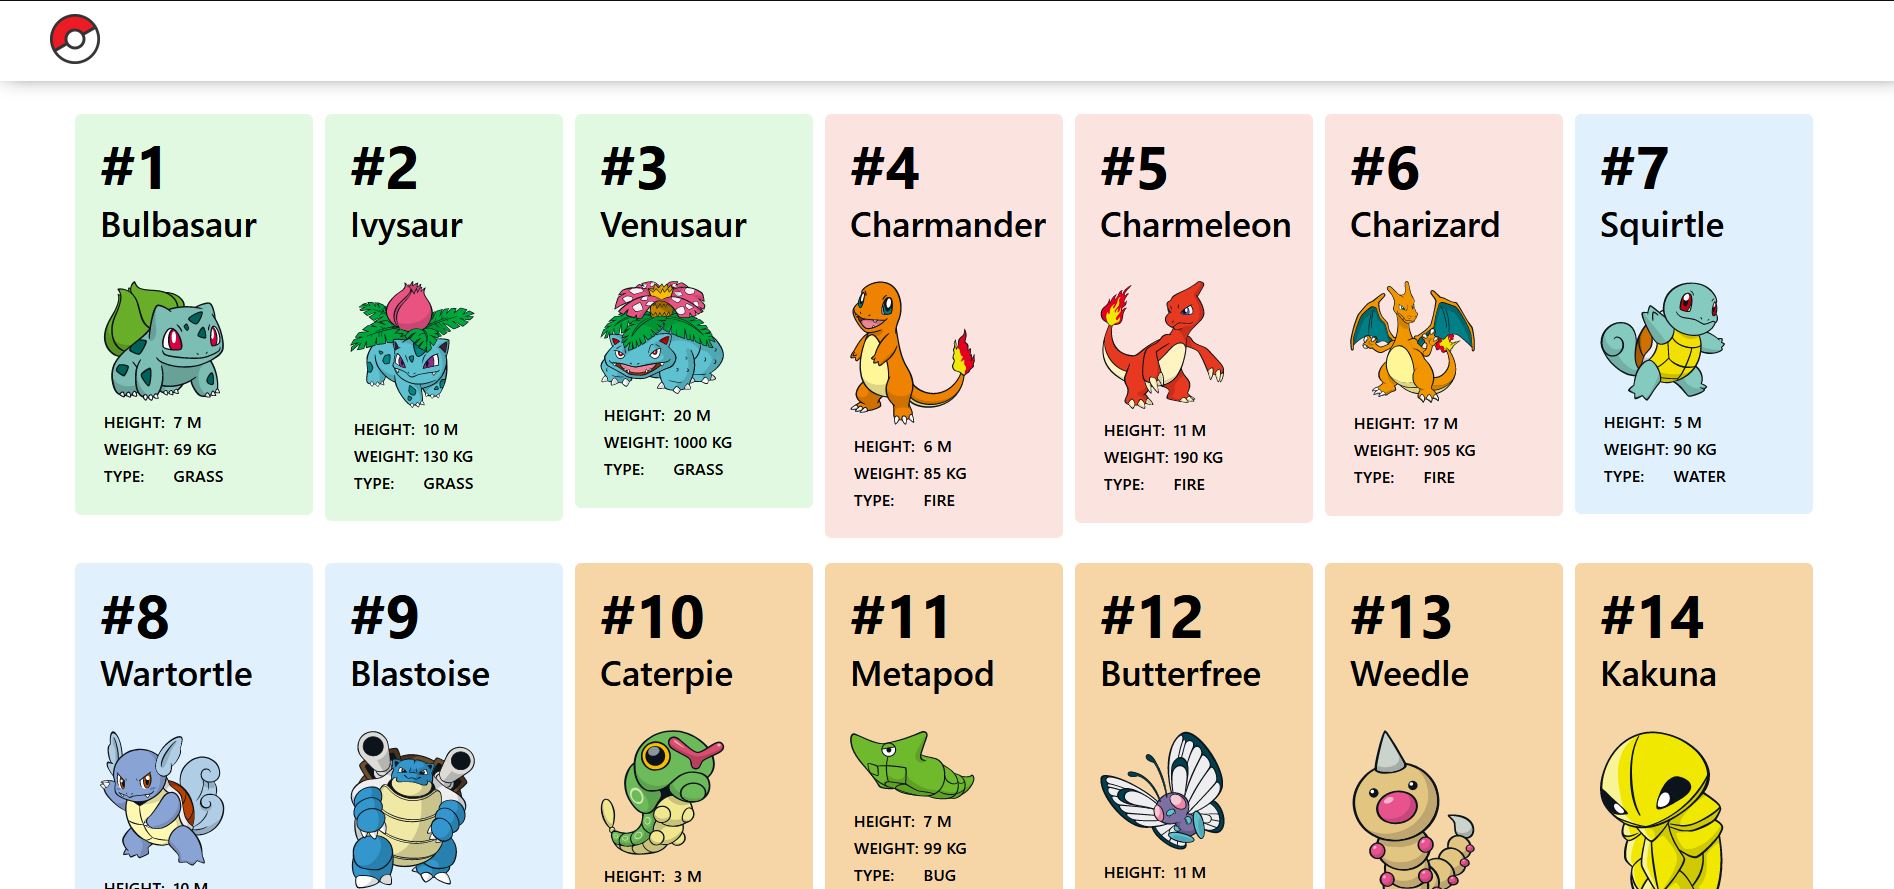 #1
Bulbasaur
HEIGHT: 7 M
WEIGHT: 69 KG
TYPE: GRASS
#2
Ivysaur
HEIGHT: 10 M
WEIGHT: 130 KG
TYPE: GRASS
#3
Venusaur
HEIGHT: 20 M
WEIGHT: 1000 KG
TYPE: GRASS
#4
Charmander
HEIGHT: 6 M
WEIGHT: 85 KG
TYPE: FIRE
#5
Charmeleon
HEIGHT: 11 M
WEIGHT: 190 KG
TYPE: FIRE
#6
Charizard
HEIGHT: 17 M
WEIGHT: 905 KG
TYPE: FIRE
#7
Squirtle
HEIGHT: 5 M
WEIGHT: 90 KG
TYPE: WATER
#8
Wartortle
HEIGHT: 10 M
#9
Blastoise
#10
Caterpie
HEIGHT: 3 M
#11
Metapod
HEIGHT: 7 M
WEIGHT: 99 KG
TYPE: BUG
#12
Butterfree
HEIGHT: 11 M
#13
Weedle
#14
Kakuna